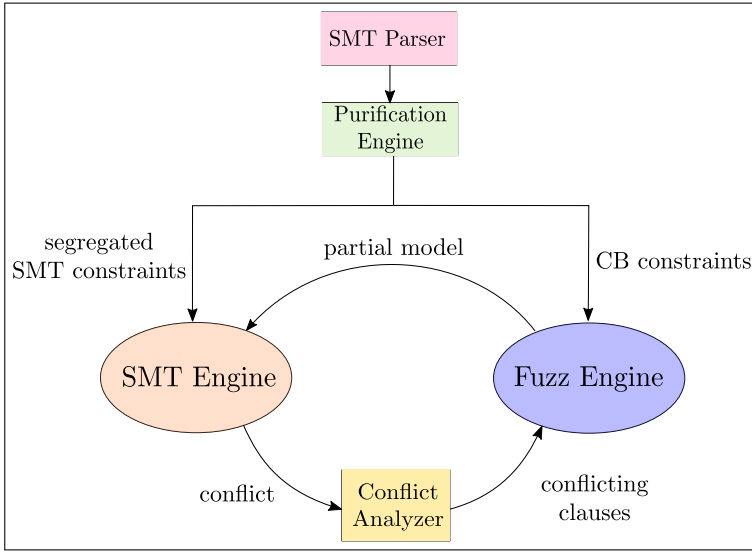 SMT Parser
Purification
Engine
segregated
SMT constraints
partial model
CB constraints
SMT Engine
Fuzz Engine
conflict
Conflict
Analyzer
conflicting
clauses